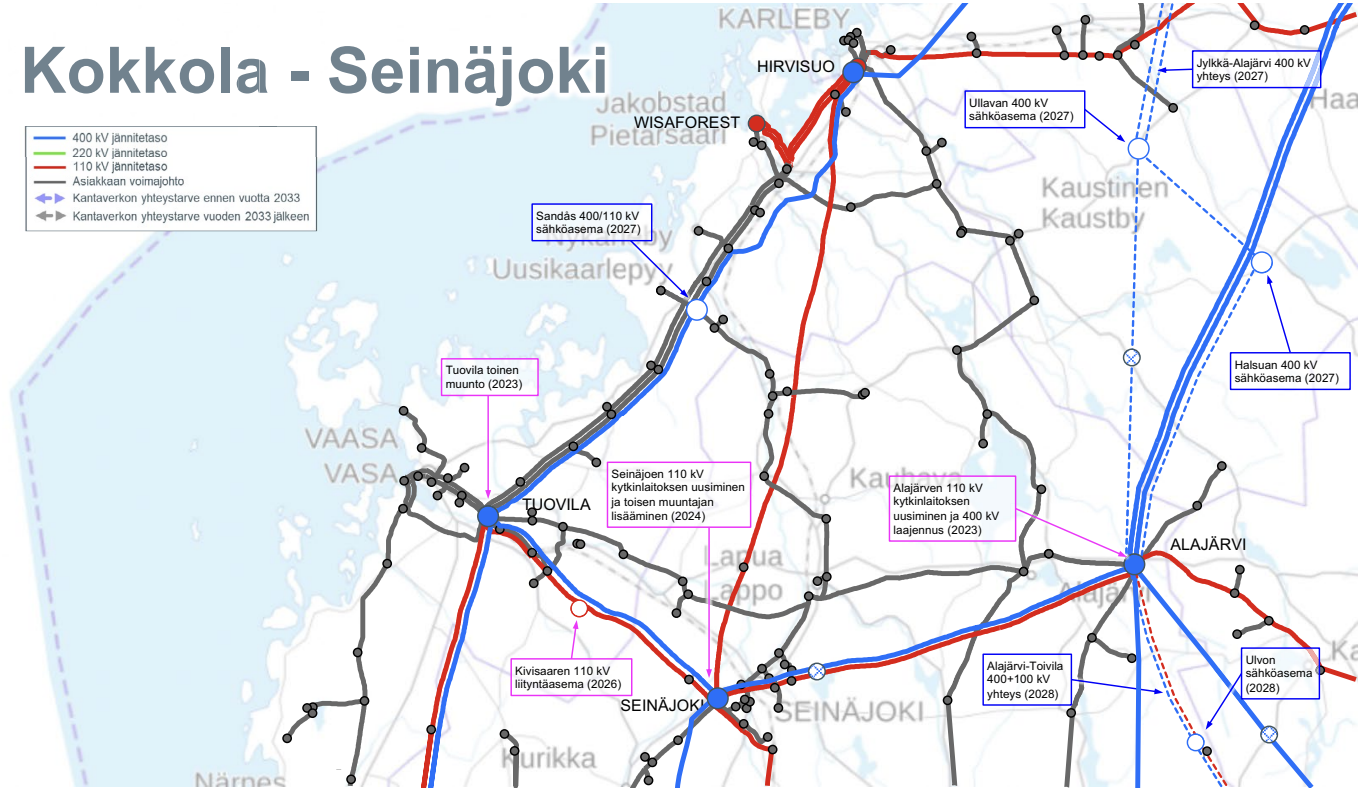 Kokkola - Seinäjoki
400 kV jännitetaso
220 kV jännitetaso
110 kV jännitetaso
Asiakkaan voimajohto
Kantaverkon yhteystarve ennen vuotta 2033
Kantaverkon yhteystarve vuoden 2033 jälkeen
KARLEBY
HIRVISUO
Jylkkä-Alajärvi 400 kV
yhteys (2027)
Ullavan 400 kV
sähköasema (2027)
Haa
Jakobstad
WISAFOREST
Pietarsaari
Kaustinen
Kaustby
Sandås 400/110 kV
sähköasema (2027)
Uusikaarlepyy
Halsuan 400 kV
sähköasema (2027)
Tuovila toinen
muunto (2023)
VAASA
VASA
TUOVILA
Seinäjoen 110 kV
kytkinlaitoksen uusiminen
ja toisen muuntajan
lisääminen (2024)
Kauhava
Alajärven 110 kV
kytkinlaitoksen
uusiminen ja 400 kV
laajennus (2023)
ALAJÄRVI
Lapua
Lappo
Kivisaaren 110 kV
liityntäasema (2026)
SEINÄJOKI
SEINÄJOKI
Alajärvi-Toivila
400+100 kV
yhteys (2028)
Ulvon
sähköasema
(2028)
Ka
Kurikka
Närpes